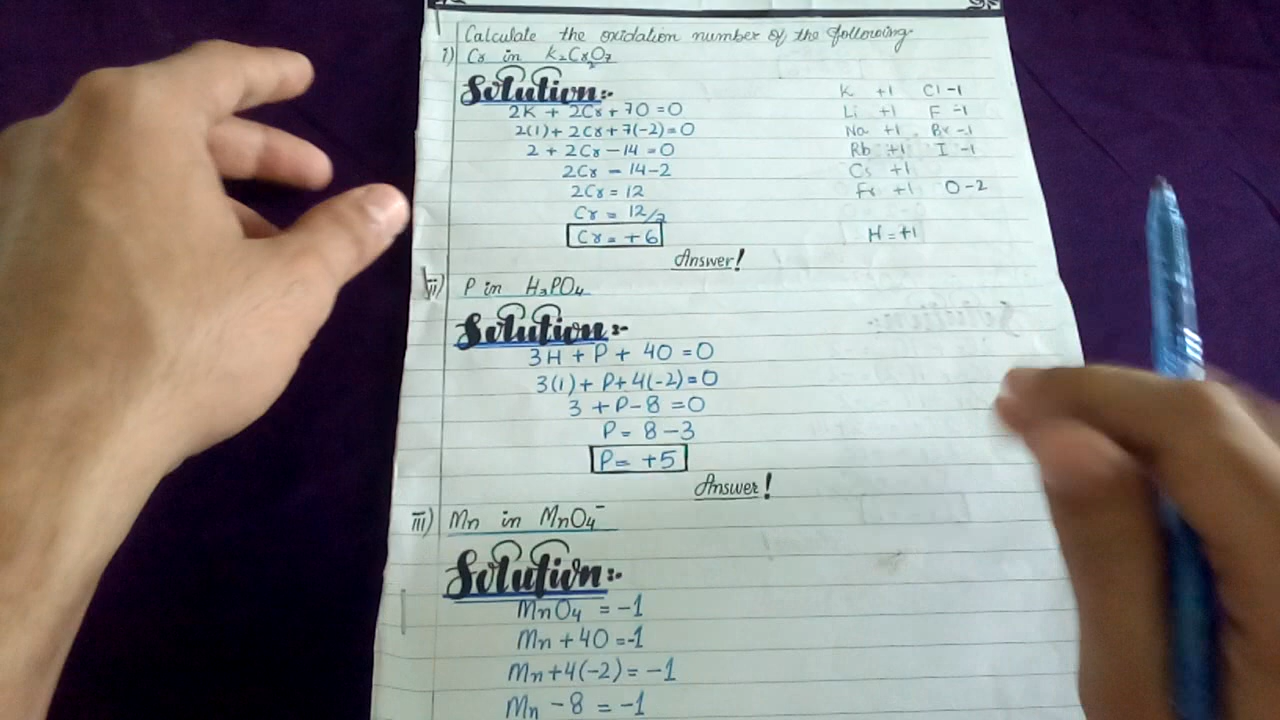 Calculate the oxidation number of the following.
i) Cr in K₂Cr₂O₇
Solution:-
2K + 2Cr + 7O = 0
2(1) + 2Cr + 7(-2) = 0
2 + 2Cr - 14 = 0
2Cr = 14-2
2Cr = 12
Cr = 12/2
Cr = +6
Answer!
K +1 Cl -1
Li +1 F -1
Na +1 Br -1
Rb +1 I -1
Cs +1
Fr +1 O -2
H = +1
ii) P in H₃PO₄
Solution:-
3H + P + 4O = 0
3(1) + P + 4(-2) = 0
3 + P - 8 = 0
P = 8 - 3
P = +5
Answer!
iii) Mn in MnO₄⁻
Solution:-
MnO₄ = -1
Mn + 4O = -1
Mn + 4(-2) = -1
Mn - 8 = -1